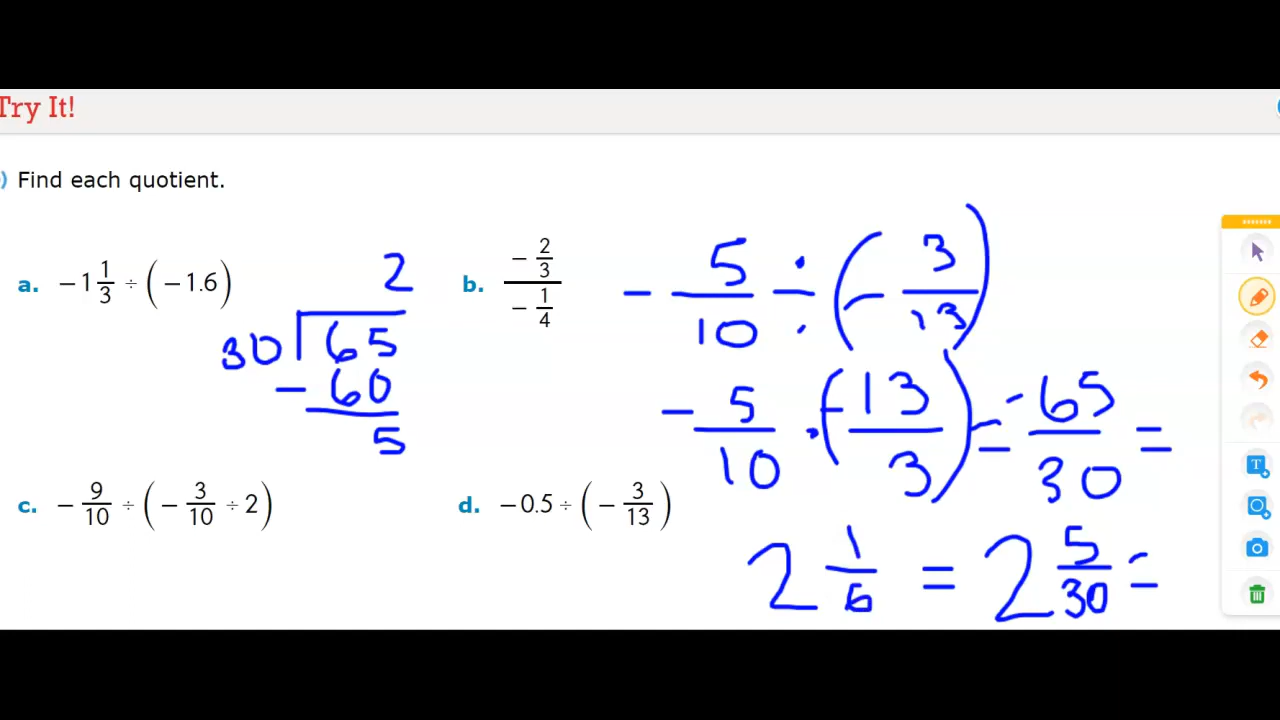 Try It!
) Find each quotient.
a. −1 1/3 ÷ (−1.6)
b. −2/3 / −1/4
2
30 65
− 60
5
c. −9/10 ÷ (−3/10 ÷ 2)
d. −0.5 ÷ (−3/13)
− 5/10 ÷ (− 3/13)
− 5/10 · (−13/3) = -65/30 =
2 1/6 = 2 5/30 =
T